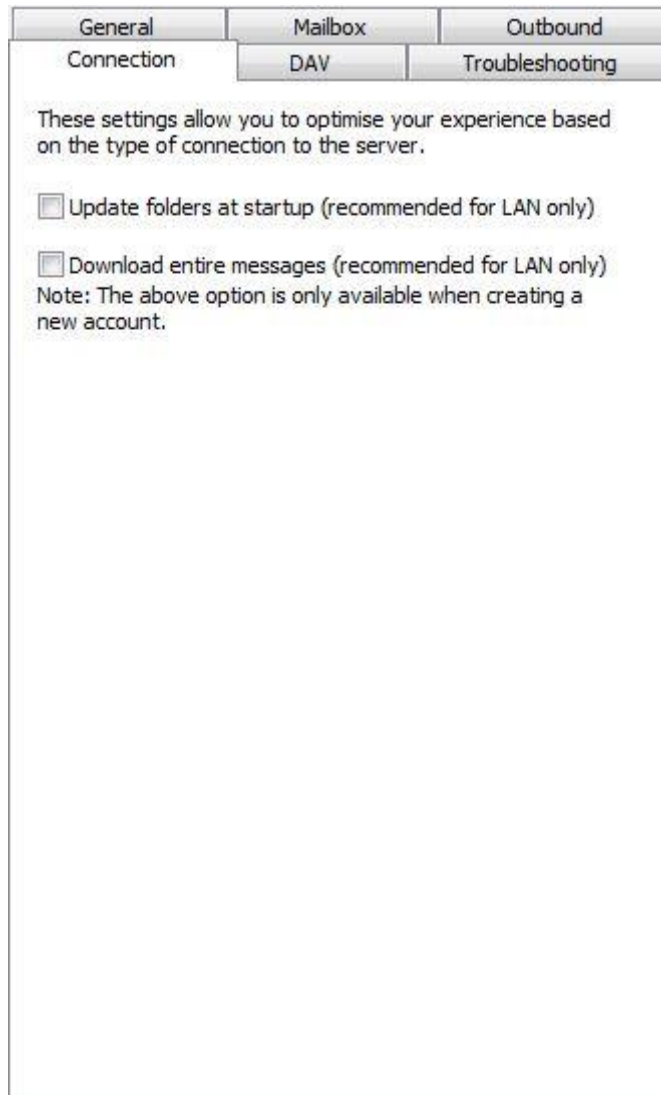 General
Mailbox
Outbound
Connection
DAV
Troubleshooting
These settings allow you to optimise your experience based
on the type of connection to the server.
Update folders at startup (recommended for LAN only)
Download entire messages (recommended for LAN only)
Note: The above option is only available when creating a
new account.